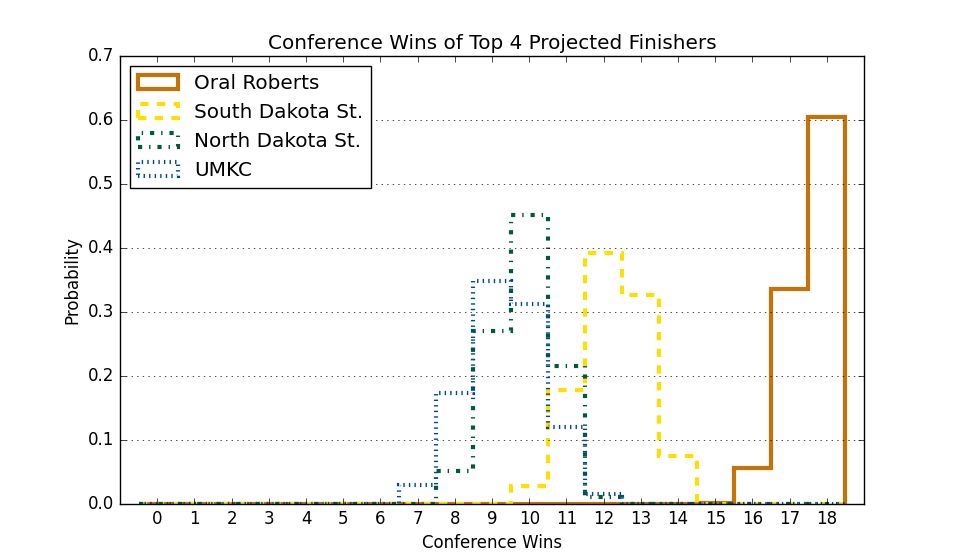 Conference Wins of Top 4 Projected Finishers
0.7
0.6
0.5
0.4
0.3
0.2
0.1
0.0
Probability
Oral Roberts
South Dakota St.
North Dakota St.
UMKC
0 1 2 3 4 5 6 7 8 9 10 11 12 13 14 15 16 17 18
Conference Wins